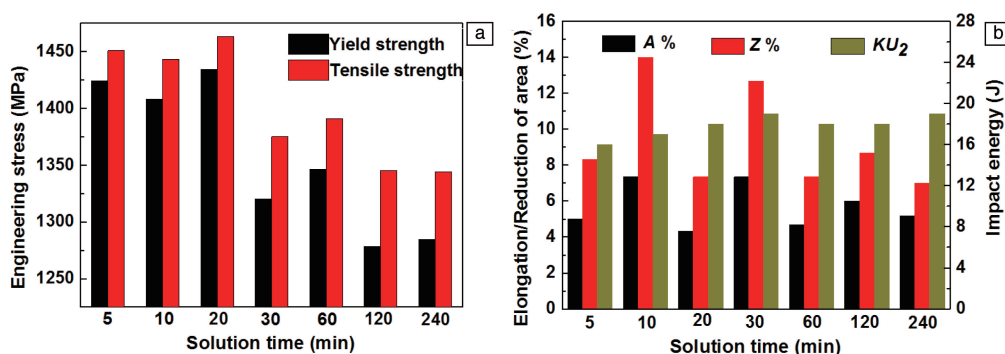 a
Yield strength
Tensile strength
Engineering stress (MPa)
1450
1400
1350
1300
1250
5 10 20 30 60 120 240
Solution time (min)
b
A % Z % KU2
Elongation/Reduction of area (%)
16
14
12
10
8
6
4
2
0
Impact energy (J)
28
24
20
16
12
8
4
0
5 10 20 30 60 120 240
Solution time (min)